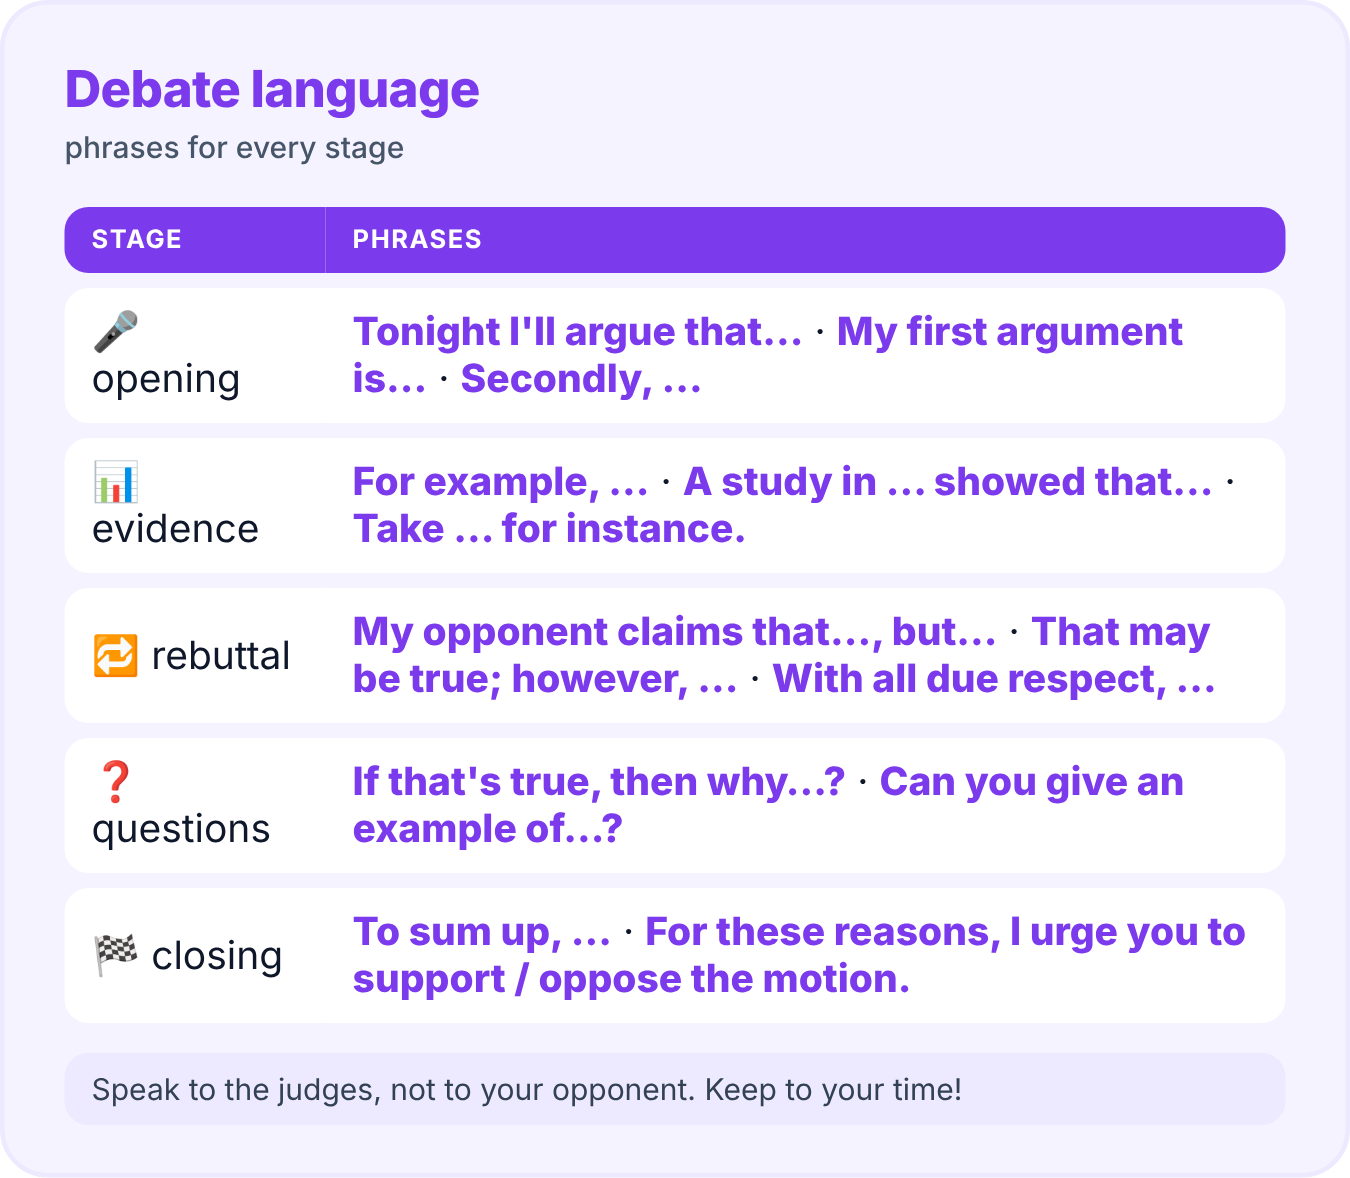 Debate language
phrases for every stage
STAGE PHRASES
🎤 opening
Tonight I'll argue that… · My first argument
is… · Secondly, …
📊 evidence
For example, … · A study in … showed that… ·
Take … for instance.
🔁 rebuttal
My opponent claims that…, but… · That may
be true; however, … · With all due respect, …
❓ questions
If that's true, then why…? · Can you give an
example of…?
🏁 closing
To sum up, … · For these reasons, I urge you to
support / oppose the motion.
Speak to the judges, not to your opponent. Keep to your time!